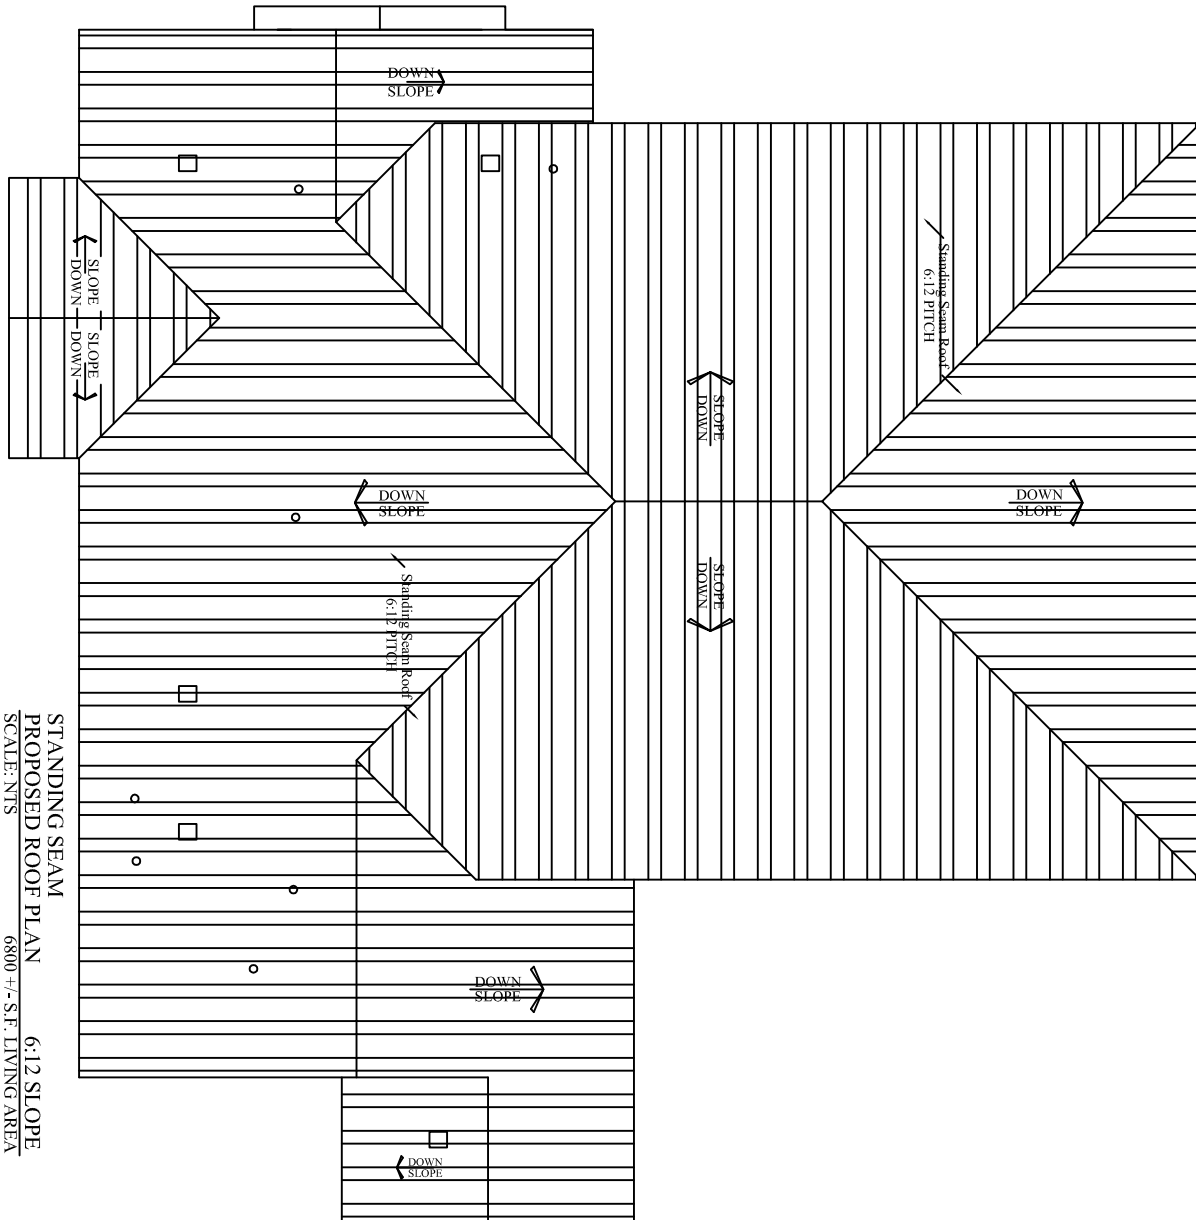 DOWN
SLOPE
SLOPE
DOWN
SLOPE
DOWN
Standing Seam Roof
6:12 PITCH
SLOPE
DOWN
DOWN
SLOPE
DOWN
SLOPE
SLOPE
DOWN
Standing Seam Roof
6:12 PITCH
DOWN
SLOPE
DOWN
SLOPE
STANDING SEAM
PROPOSED ROOF PLAN 6:12 SLOPE
SCALE: NTS 6800 +/- S.F. LIVING AREA